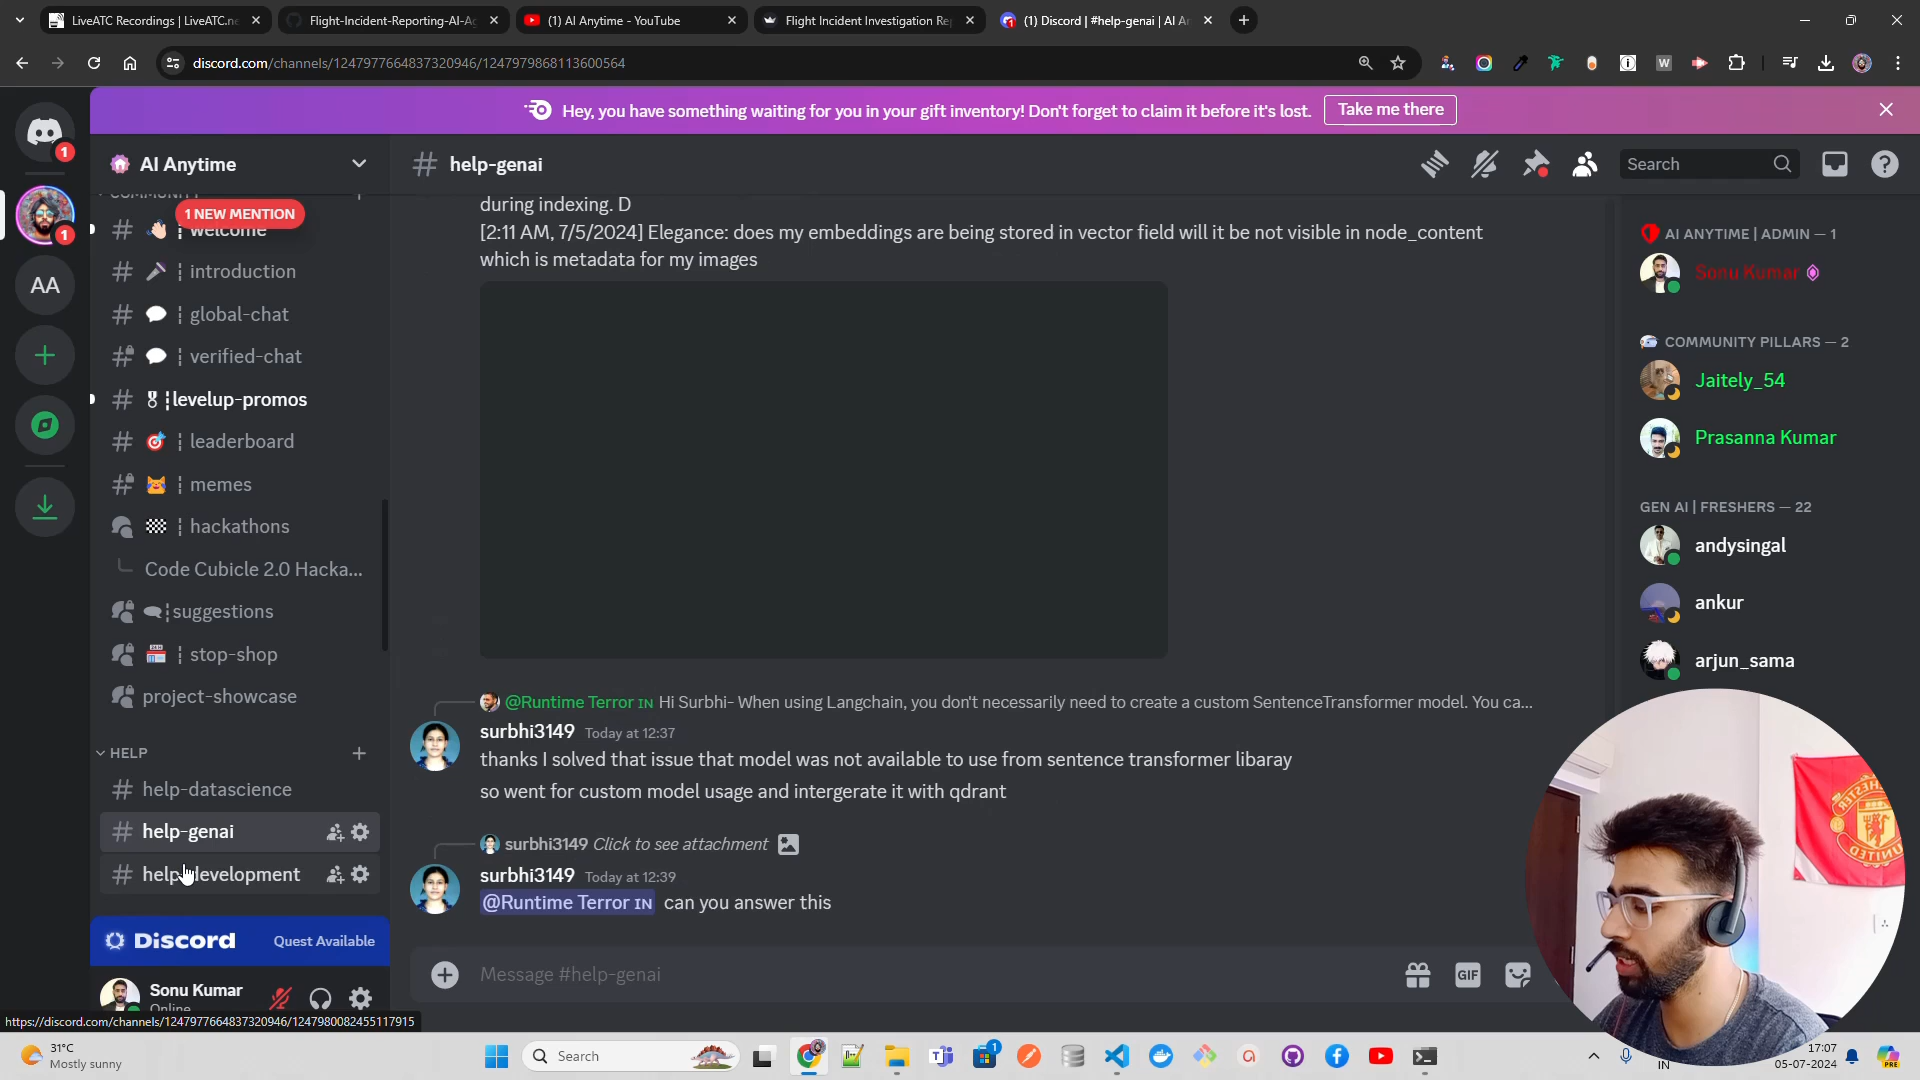 LiveATC Recordings | LiveATC.ne
Flight-Incident-Reporting-AI-Ag
(1) AI Anytime - YouTube
Flight Incident Investigation Re
(1) Discord | #help-genai | AI An
discord.com/channels/1247977664837320946/1247979868113600564
Hey, you have something waiting for you in your gift inventory! Don't forget to claim it before it's lost.
Take me there
AI Anytime
help-genai
Search
1 NEW MENTION
welcome
introduction
global-chat
verified-chat
levelup-promos
leaderboard
memes
hackathons
Code Cubicle 2.0 Hacka...
suggestions
stop-shop
project-showcase
HELP
help-datascience
help-genai
help-development
Discord
Quest Available
Sonu Kumar
Online
https://discord.com/channels/1247977664837320946/1247980082455117915
during indexing. D
[2:11 AM, 7/5/2024] Elegance: does my embeddings are being stored in vector field will it be not visible in node_content
which is metadata for my images
@Runtime Terror IN Hi Surbhi- When using Langchain, you don't necessarily need to create a custom SentenceTransformer model. You ca...
surbhi3149 Today at 12:37
thanks I solved that issue that model was not available to use from sentence transformer libaray
so went for custom model usage and intergerate it with qdrant
surbhi3149 Click to see attachment
surbhi3149 Today at 12:39
@Runtime Terror IN can you answer this
Message #help-genai
GIF
AI ANYTIME | ADMIN — 1
Sonu Kumar
COMMUNITY PILLARS — 2
Jaitely_54
Prasanna Kumar
GEN AI | FRESHERS — 22
andysingal
ankur
arjun_sama
MANCHESTER
UNITED
31°C
Mostly sunny
Search
IN
17:07
05-07-2024